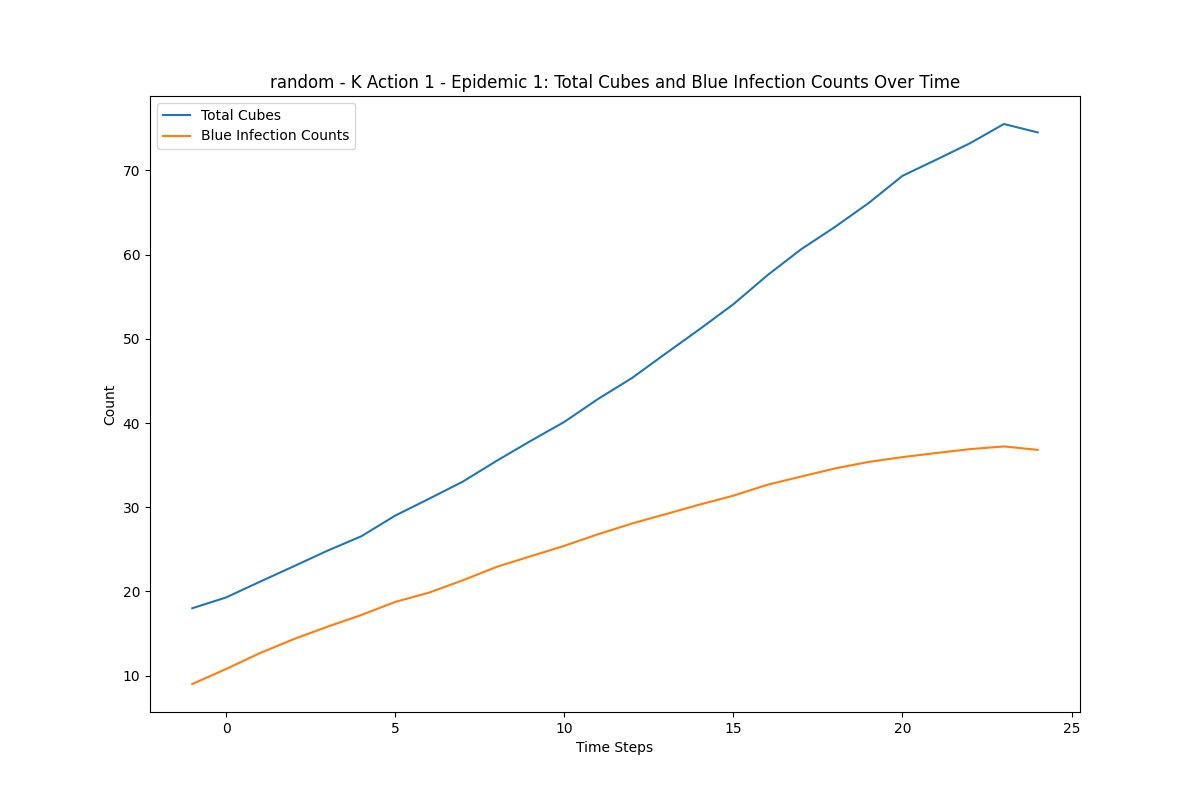 random - K Action 1 - Epidemic 1: Total Cubes and Blue Infection Counts Over Time
Total Cubes
Blue Infection Counts
70
60
50
40
30
20
10
Count
0 5 10 15 20 25
Time Steps